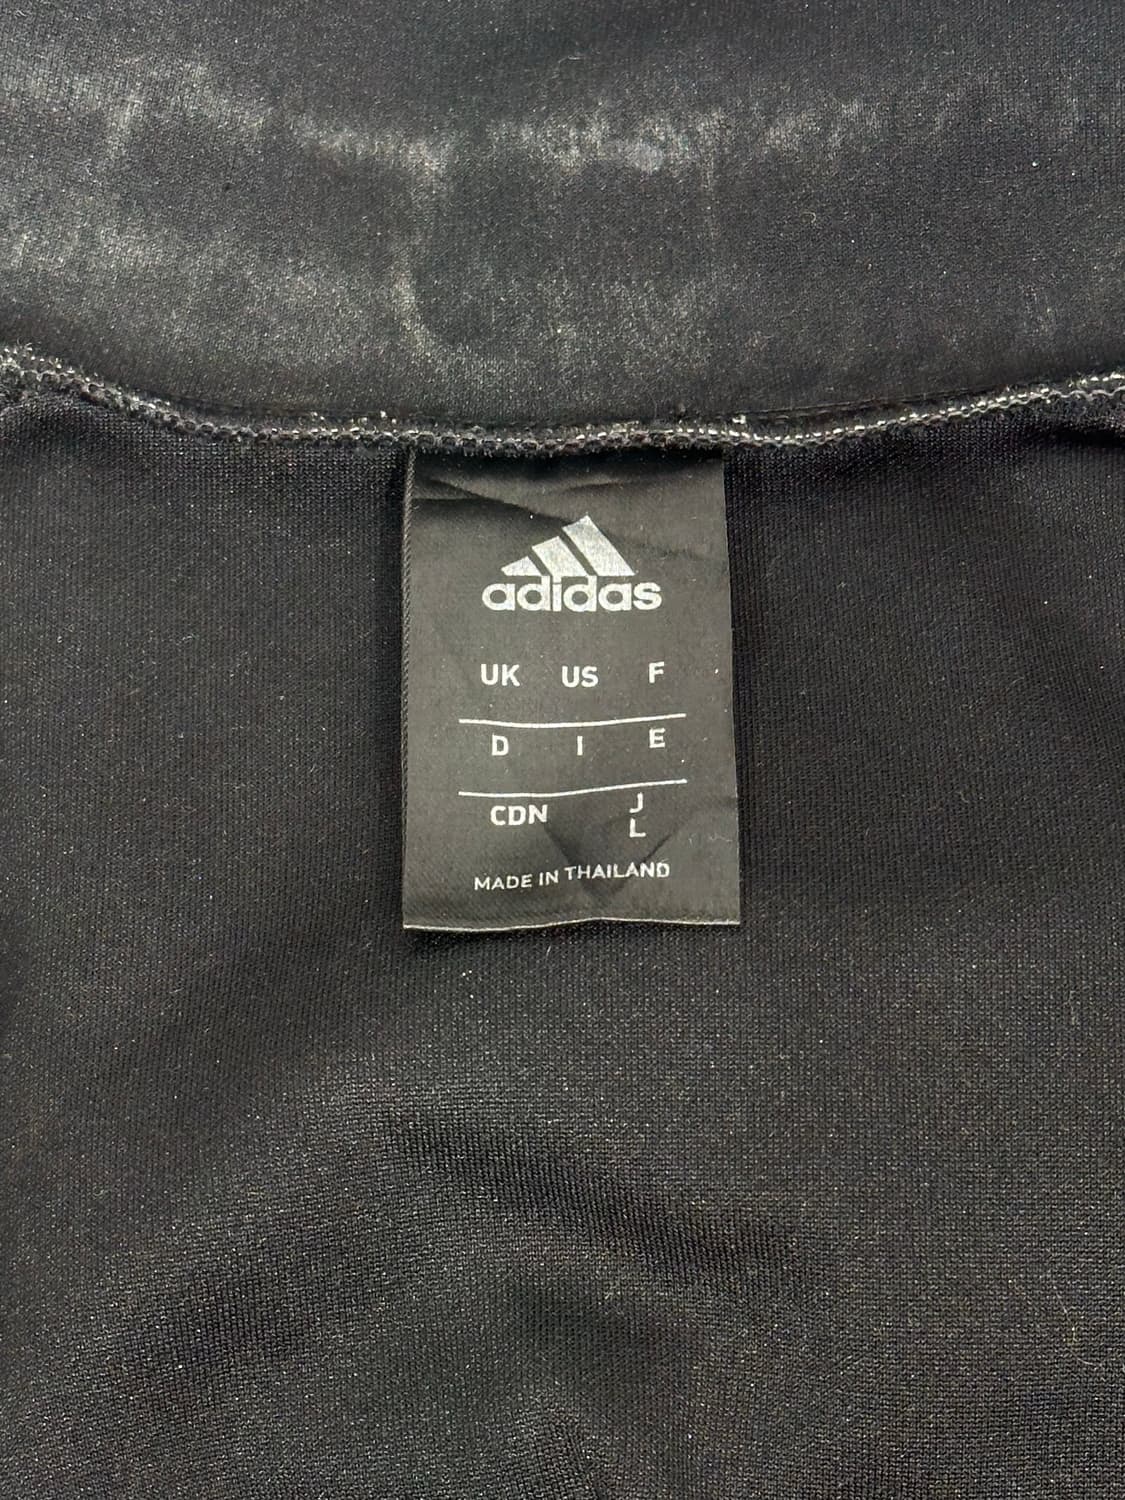 adidas
UK US F
D I E
CDN J
L
MADE IN THAILAND